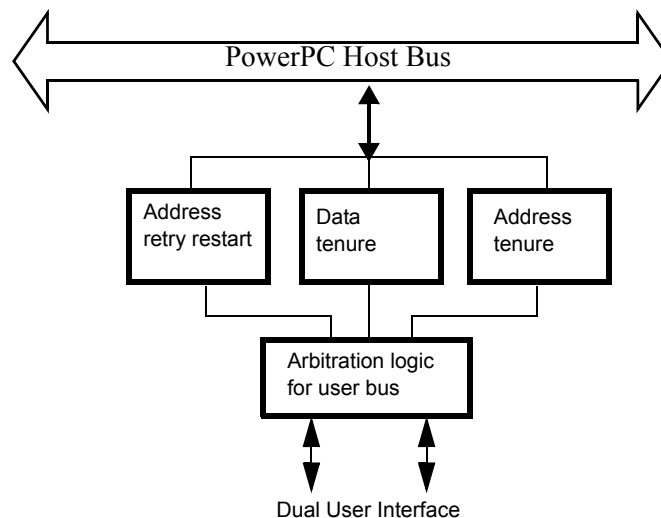 PowerPC Host Bus
Address
retry restart
Data
tenure
Address
tenure
Arbitration logic
for user bus
Dual User Interface